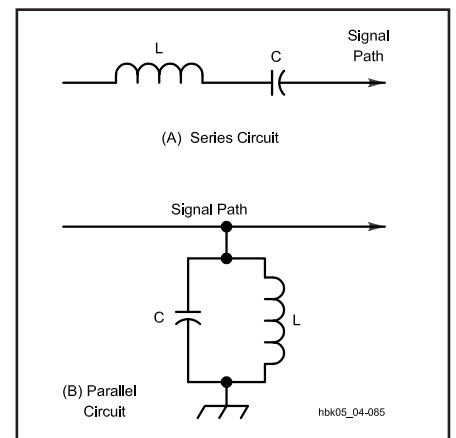 L
C
Signal
Path
(A) Series Circuit
Signal Path
C
L
(B) Parallel
Circuit
hbk05_04-085